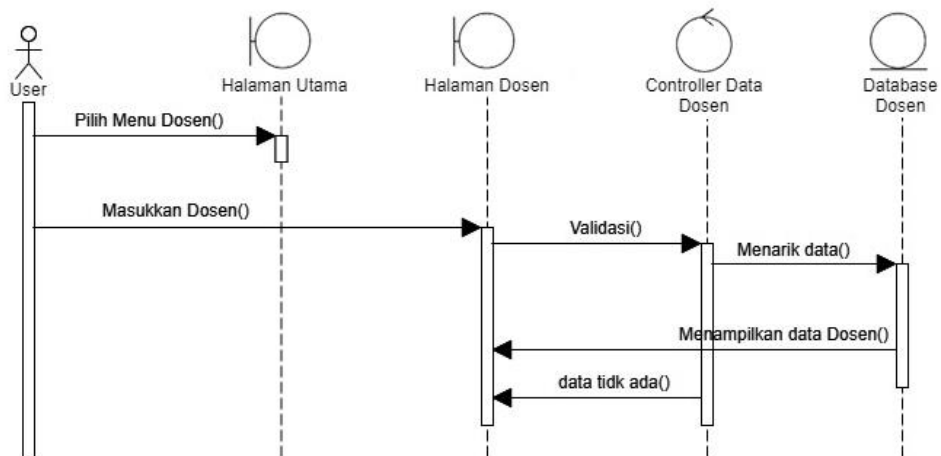 User
Halaman Utama
Halaman Dosen
Controller Data
Dosen
Database
Dosen
Pilih Menu Dosen()
Masukkan Dosen()
Validasi()
Menarik data()
Menampilkan data Dosen()
data tidk ada()